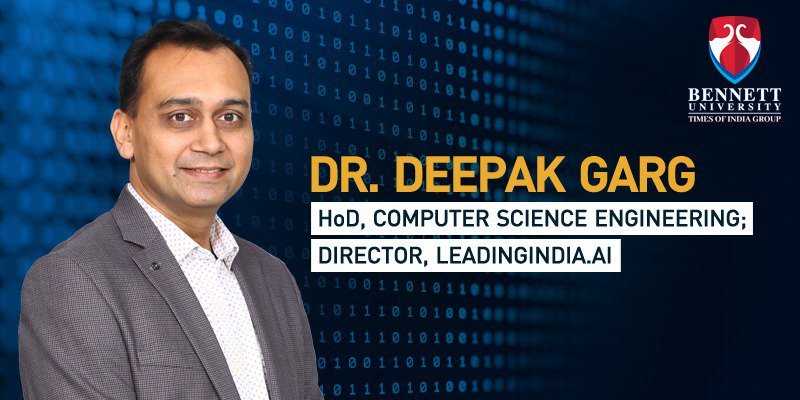 BENNETT
UNIVERSITY
TIMES OF INDIA GROUP
DR. DEEPAK GARG
HoD, COMPUTER SCIENCE ENGINEERING;
DIRECTOR, LEADINGINDIA.AI